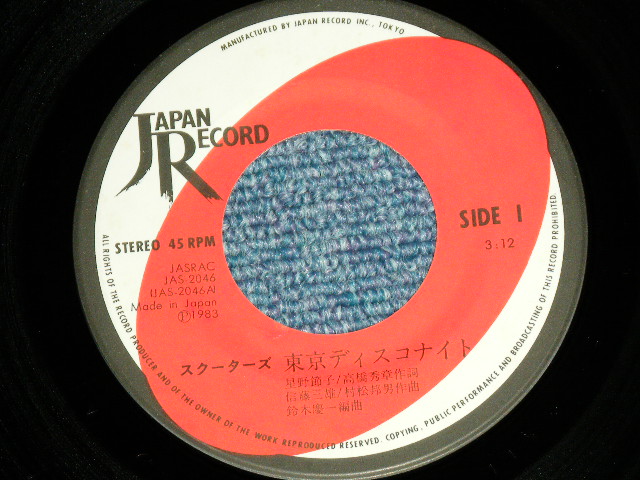 MANUFACTURED BY JAPAN RECORD INC., TOKYO
JAPAN
RECORD
STEREO 45 RPM
SIDE 1
3:12
JASRAC
JAS-2046
(JAS-2046A)
Made in Japan
Ⓟ1983
スクーターズ 東京ディスコナイト
星野節子/高橋秀章作詞
信藤三雄/村松邦男作曲
鈴木慶一編曲
ALL RIGHTS OF THE RECORD PRODUCER AND OF THE OWNER OF THE WORK REPRODUCED RESERVED. COPYING, PUBLIC PERFORMANCE AND BROADCASTING OF THIS RECORD PROHIBITED